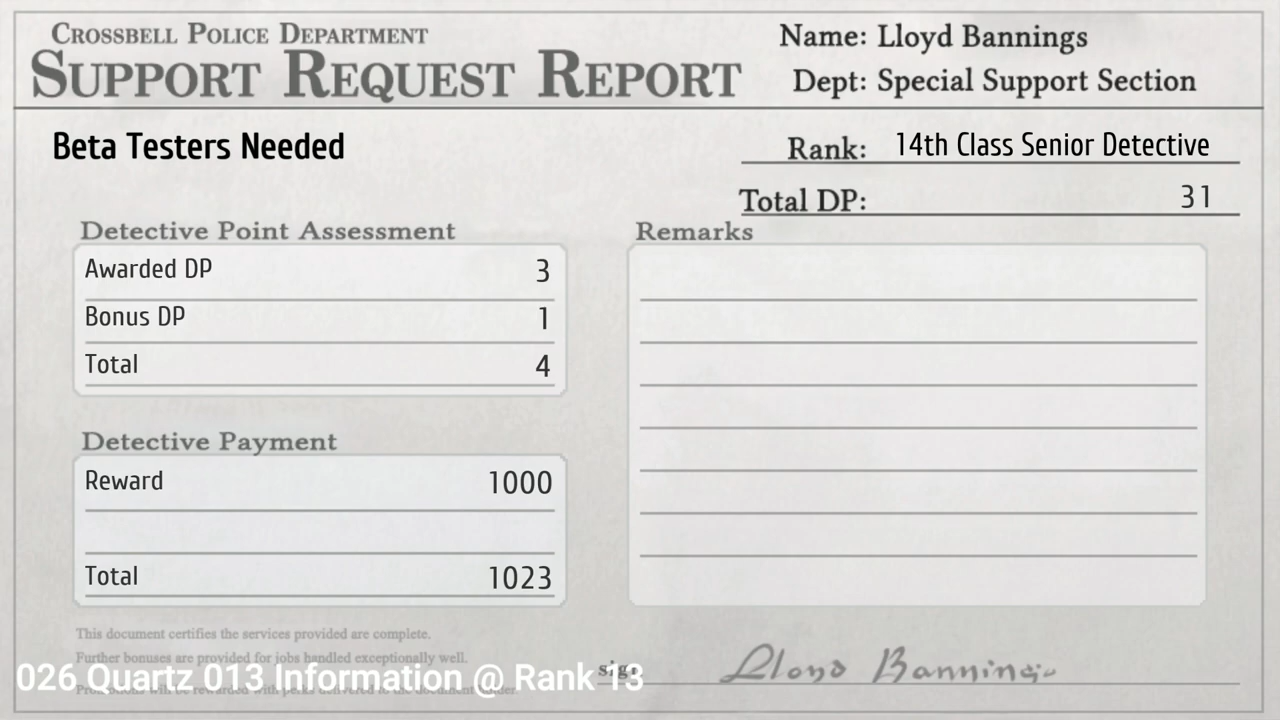 CROSSBELL POLICE DEPARTMENT
SUPPORT REQUEST REPORT
Name: Lloyd Bannings
Dept: Special Support Section
Beta Testers Needed
Rank: 14th Class Senior Detective
Total DP: 31
Detective Point Assessment
Awarded DP 3
Bonus DP 1
Total 4
Detective Payment
Reward 1000
Total 1023
Remarks
This document certifies the services provided are complete.
Further bonuses are provided for jobs handled exceptionally well.
026 Quartz 013 Information @ Rank 13
Lloyd Bannings